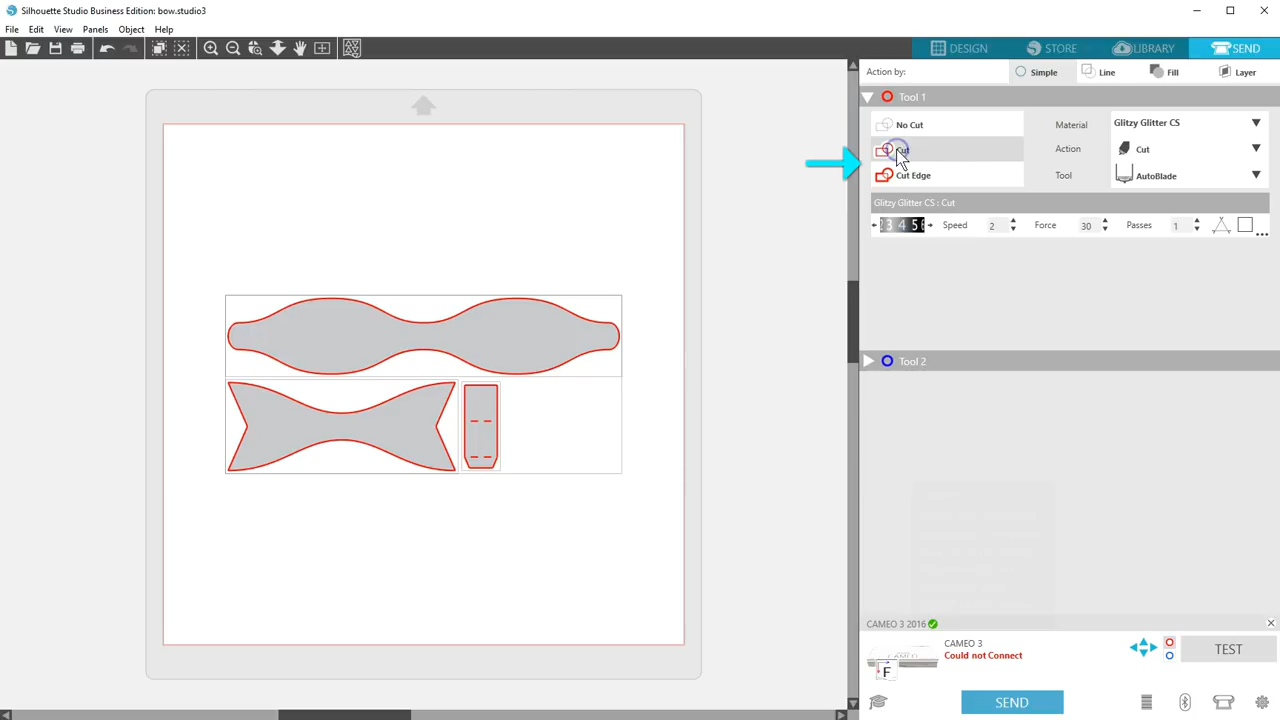 Silhouette Studio Business Edition: bow.studio3
File Edit View Panels Object Help
DESIGN STORE LIBRARY SEND
Action by: Simple Line Fill Layer
Tool 1
No Cut Material Glitzy Glitter CS
Cut Action Cut
Cut Edge Tool AutoBlade
Glitzy Glitter CS : Cut
3 4 5 Speed 2 Force 30 Passes 1
Tool 2
CAMEO 3 2016
CAMEO 3
Could not Connect
TEST
F
SEND